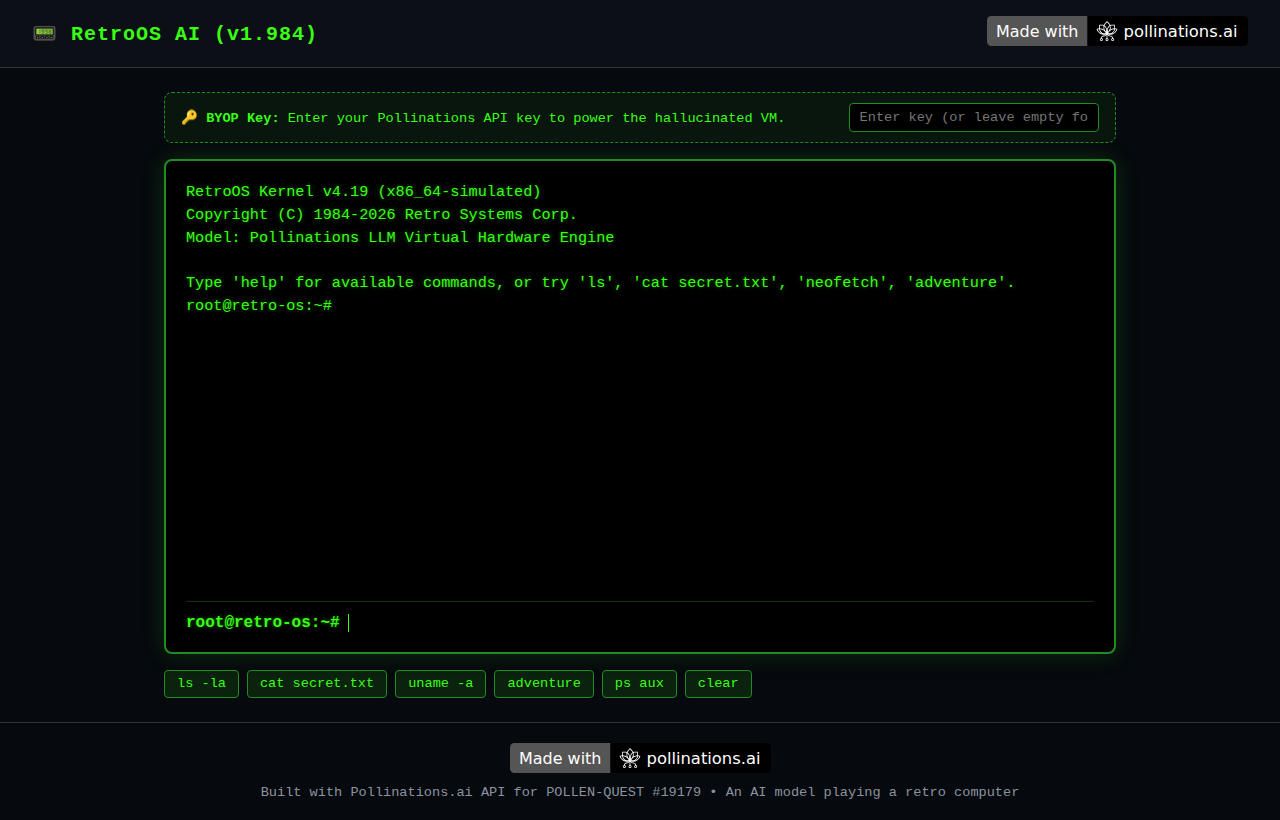 RetroOS AI (v1.984)
Made with pollinations.ai
BYOP Key: Enter your Pollinations API key to power the hallucinated VM.
Enter key (or leave empty fo
RetroOS Kernel v4.19 (x86_64-simulated)
Copyright (C) 1984-2026 Retro Systems Corp.
Model: Pollinations LLM Virtual Hardware Engine
Type 'help' for available commands, or try 'ls', 'cat secret.txt', 'neofetch', 'adventure'.
root@retro-os:~#
root@retro-os:~#
ls -la
cat secret.txt
uname -a
adventure
ps aux
clear
Made with pollinations.ai
Built with Pollinations.ai API for POLLEN-QUEST #19179 • An AI model playing a retro computer